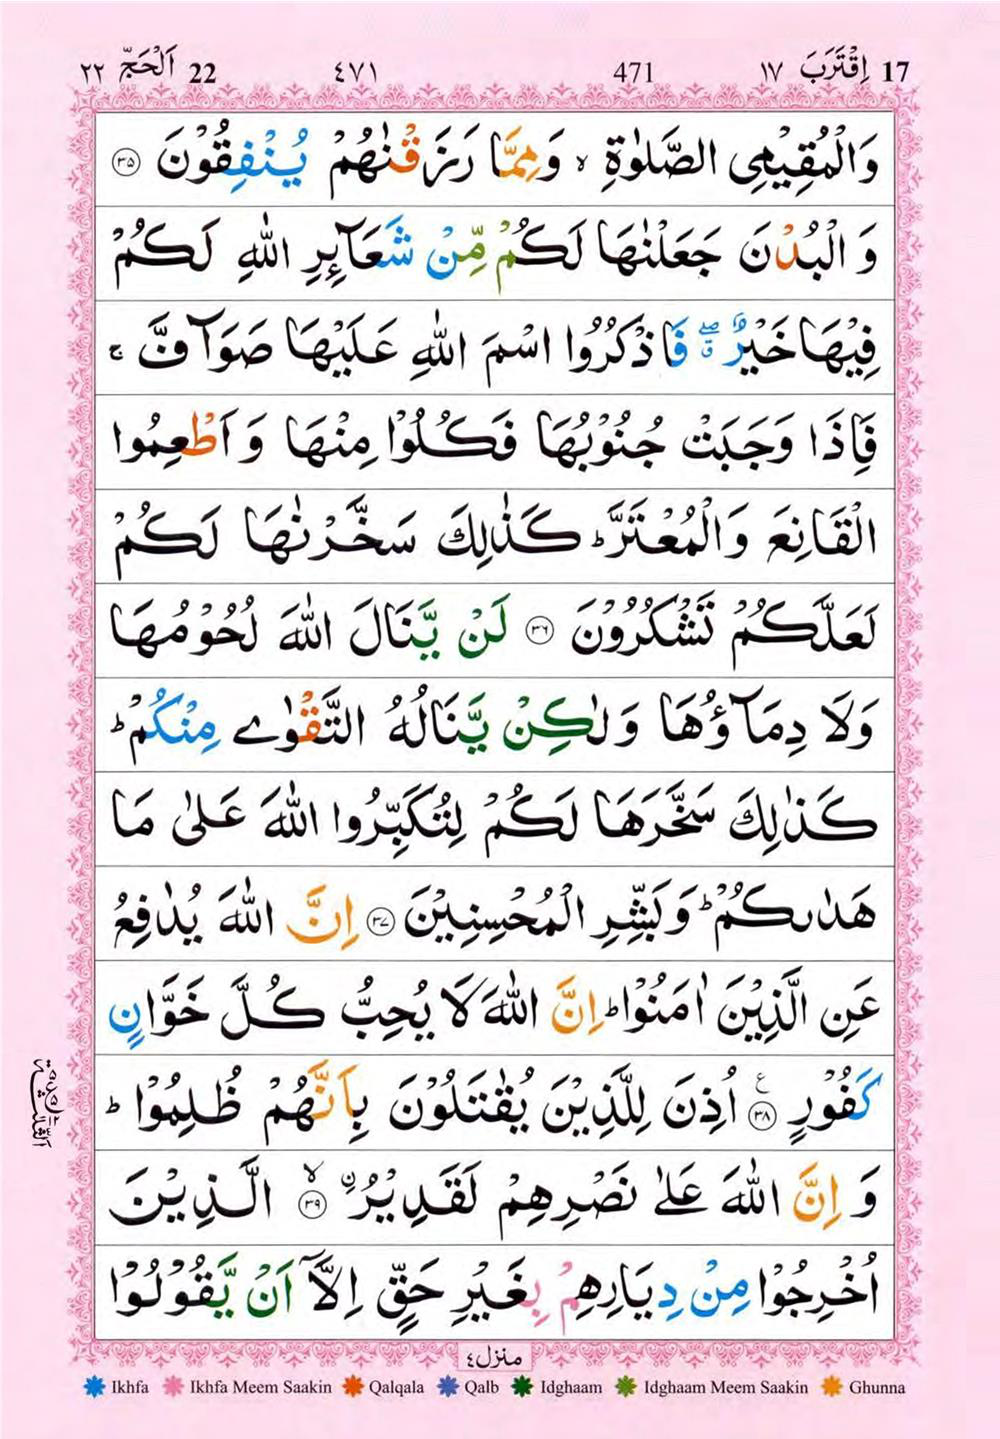 17 اِقْتَرَبَ ١٧ 471 ٤٧١ 22 اَلْحَجّ ٢٢
وَالْمُقِيْمِى الصَّلٰوةِ ۙ وَمِمَّا رَزَقْنٰهُمْ يُنْفِقُوْنَ ﴿٣٥﴾
وَ الْبُدْنَ جَعَلْنٰهَا لَكُمْ مِّنْ شَعَآئِرِ اللّٰهِ لَكُمْ
فِيْهَا خَيْرٌ ۖۗ فَاذْكُرُوا اسْمَ اللّٰهِ عَلَيْهَا صَوَآفَّ ۚ
فَاِذَا وَجَبَتْ جُنُوْبُهَا فَكُلُوْا مِنْهَا وَ اَطْعِمُوا
الْقَانِعَ وَالْمُعْتَرَّ ؕ كَذٰلِكَ سَخَّرْنٰهَا لَكُمْ
لَعَلَّكُمْ تَشْكُرُوْنَ ﴿٣٦﴾ لَنْ يَّنَالَ اللّٰهَ لُحُوْمُهَا
وَلَا دِمَآؤُهَا وَلٰكِنْ يَّنَالُهُ التَّقْوٰى مِنْكُمْ ؕ
كَذٰلِكَ سَخَّرَهَا لَكُمْ لِتُكَبِّرُوا اللّٰهَ عَلٰى مَا
هَدٰىكُمْ ؕ وَبَشِّرِ الْمُحْسِنِيْنَ ﴿٣٧﴾ اِنَّ اللّٰهَ يُدٰفِعُ
عَنِ الَّذِيْنَ اٰمَنُوْا ؕ اِنَّ اللّٰهَ لَا يُحِبُّ كُلَّ خَوَّانٍ
كَفُوْرٍ ﴿٣٨﴾ ع اُذِنَ لِلَّذِيْنَ يُقٰتَلُوْنَ بِاَنَّهُمْ ظُلِمُوْا ؕ
وَ اِنَّ اللّٰهَ عَلٰى نَصْرِهِمْ لَقَدِيْرُ ۨ ﴿٣٩﴾ ۙ الَّذِيْنَ
اُخْرِجُوْا مِنْ دِيَارِهِمْ بِغَيْرِ حَقٍّ اِلَّاۤ اَنْ يَّقُوْلُوْا
منزل ٤
Ikhfa Ikhfa Meem Saakin Qalqala Qalb Idghaam Idghaam Meem Saakin Ghunna